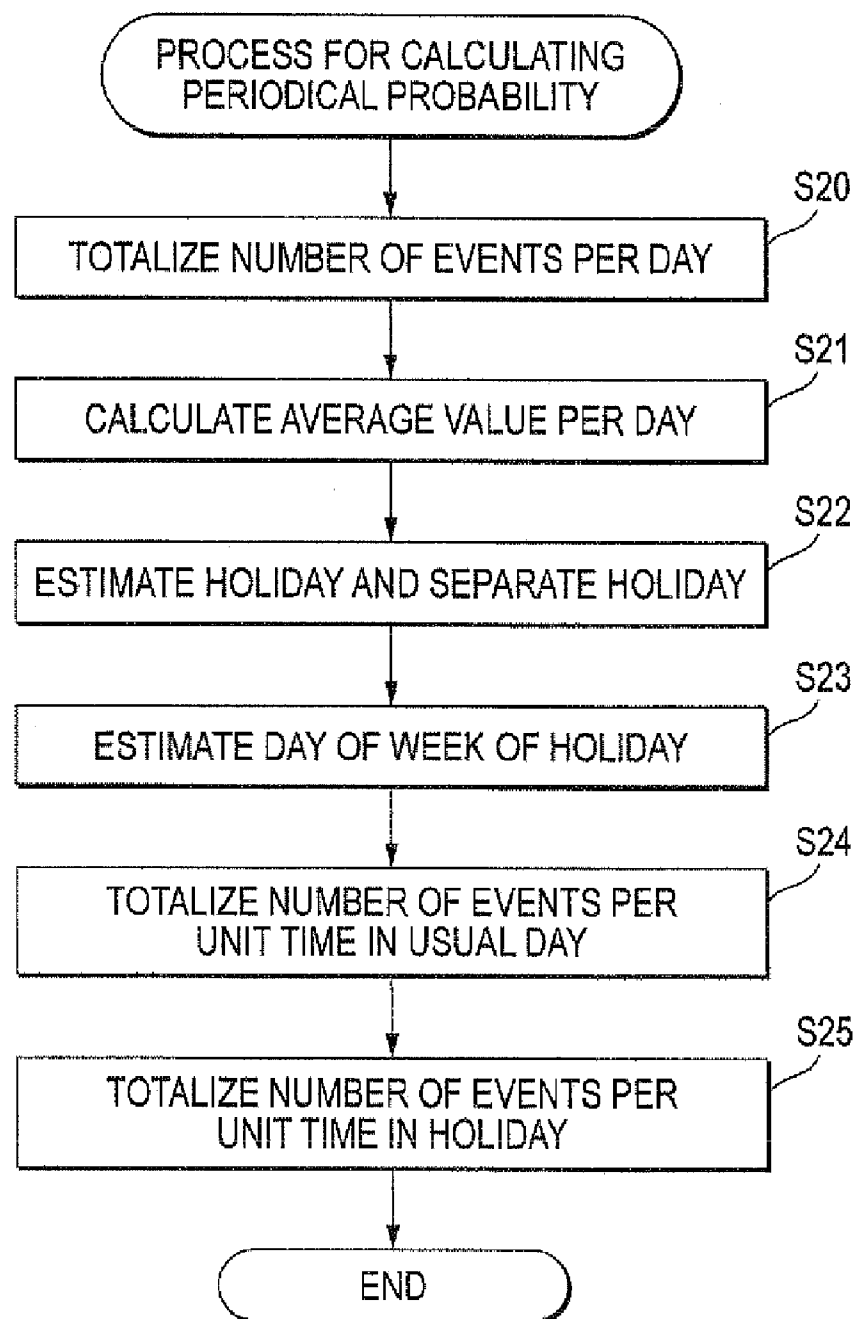 PROCESS FOR CALCULATING
PERIODICAL PROBABILITY
S20
TOTALIZE NUMBER OF EVENTS PER DAY
S21
CALCULATE AVERAGE VALUE PER DAY
S22
ESTIMATE HOLIDAY AND SEPARATE HOLIDAY
S23
ESTIMATE DAY OF WEEK OF HOLIDAY
S24
TOTALIZE NUMBER OF EVENTS PER
UNIT TIME IN USUAL DAY
S25
TOTALIZE NUMBER OF EVENTS PER
UNIT TIME IN HOLIDAY
END